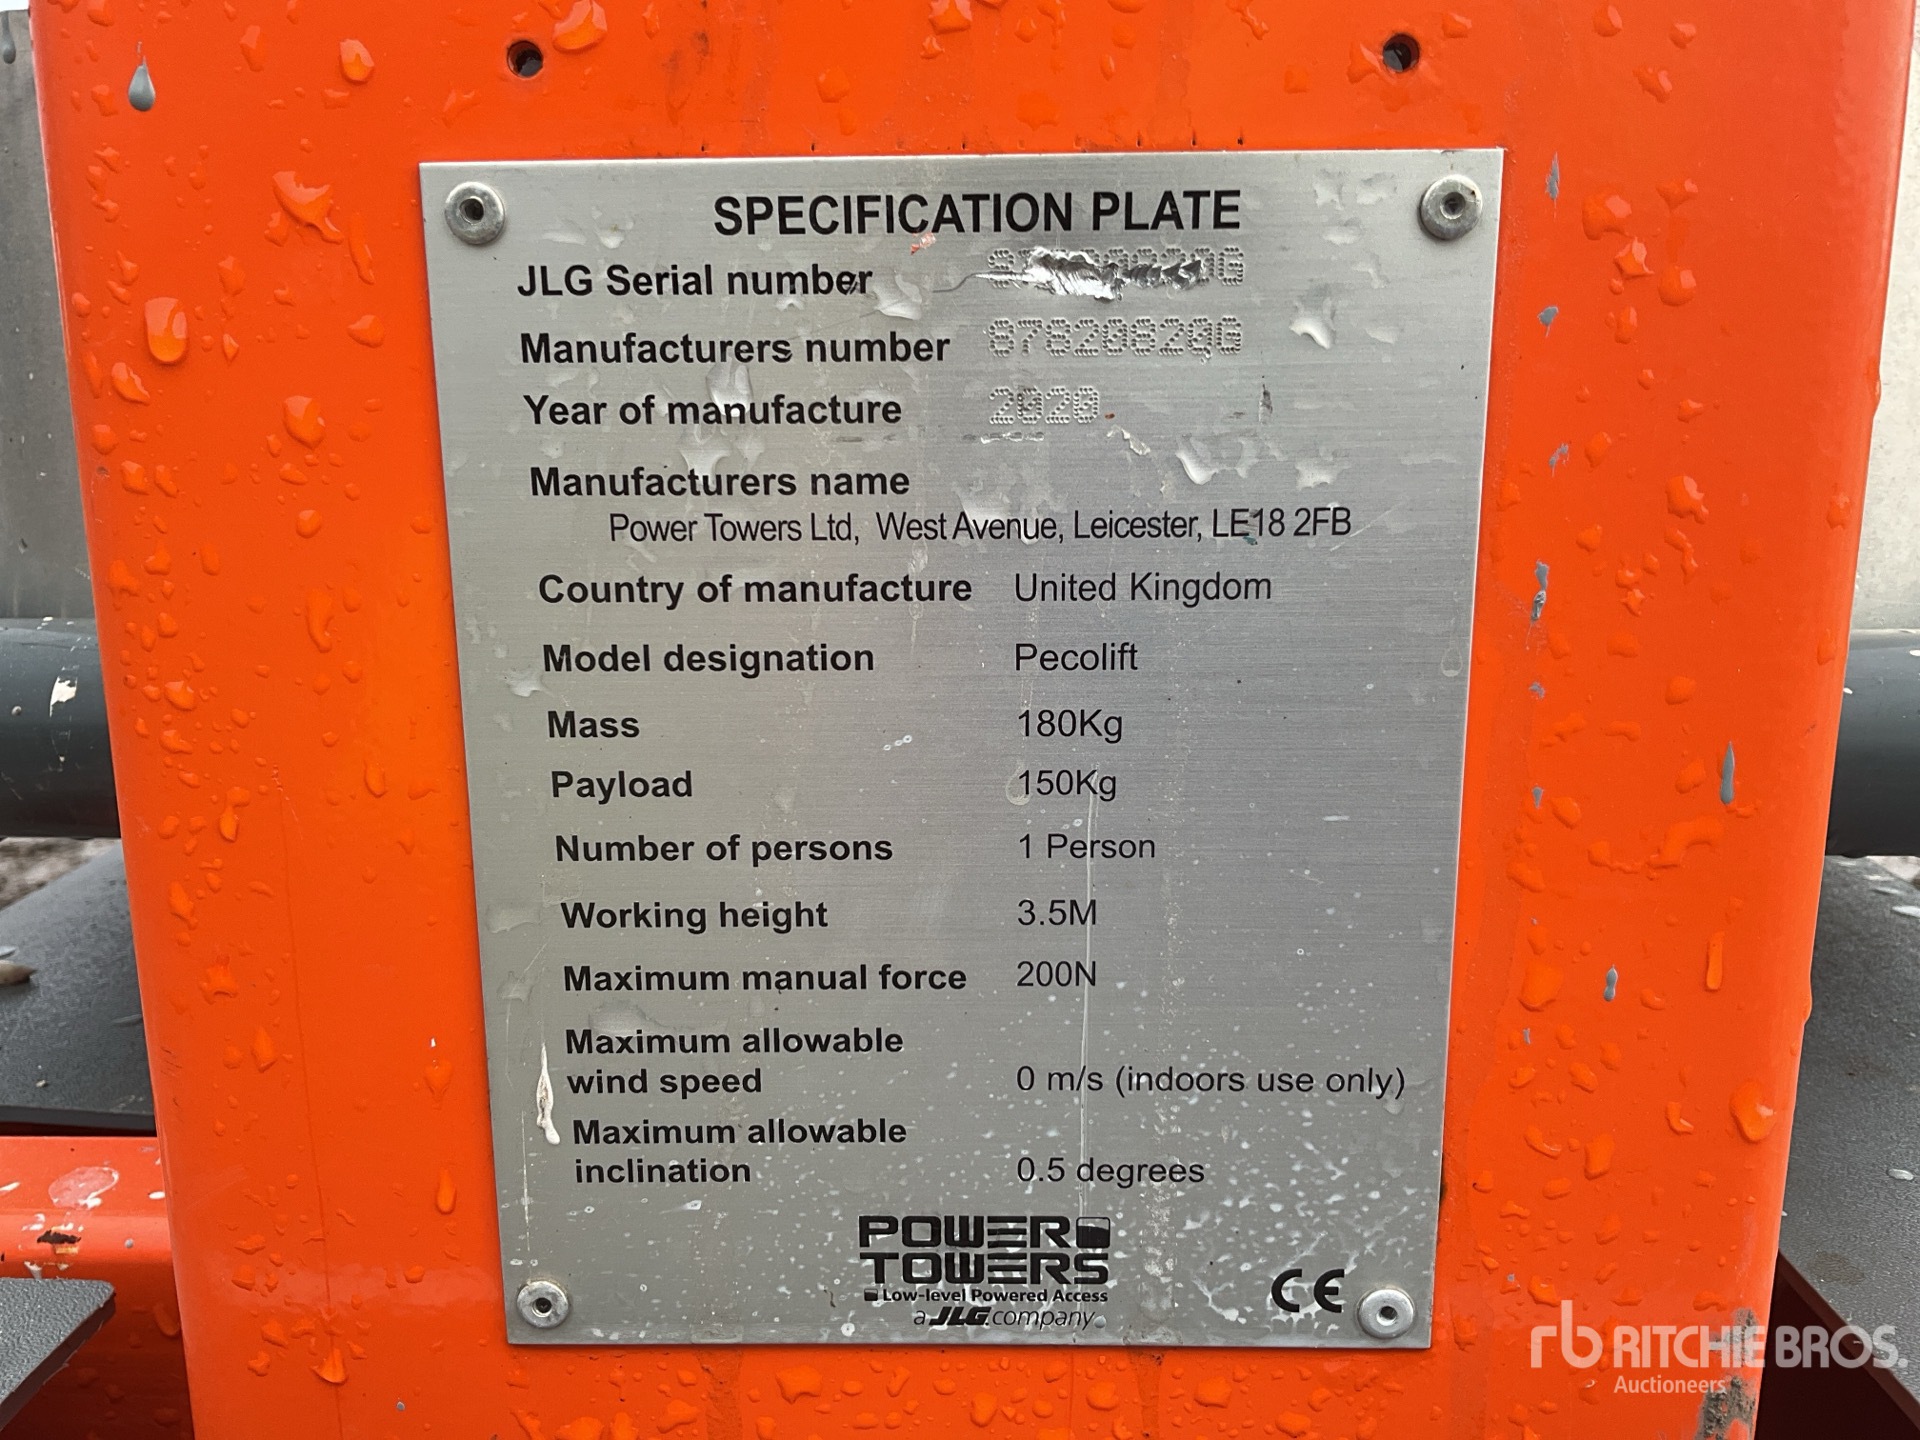 SPECIFICATION PLATE
JLG Serial number
Manufacturers number 87820820G
Year of manufacture 2020
Manufacturers name
Power Towers Ltd, West Avenue, Leicester, LE18 2FB
Country of manufacture United Kingdom
Model designation Pecolift
Mass 180Kg
Payload 150Kg
Number of persons 1 Person
Working height 3.5M
Maximum manual force 200N
Maximum allowable
wind speed 0 m/s (indoors use only)
Maximum allowable
inclination 0.5 degrees
POWER
TOWERS
Low-level Powered Access
a JLG company
CE
rb RITCHIE BROS.
Auctioneers